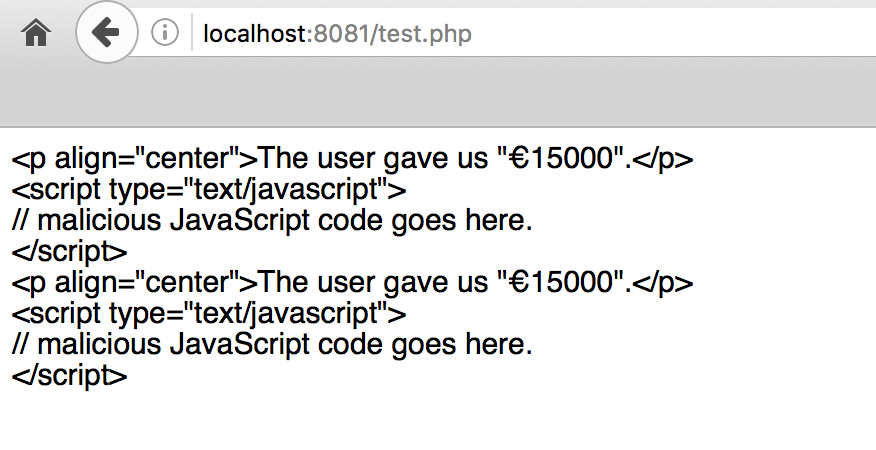 localhost:8081/test.php
<p align="center">The user gave us "€15000".</p>
<script type="text/javascript">
// malicious JavaScript code goes here.
</script>
<p align="center">The user gave us "€15000".</p>
<script type="text/javascript">
// malicious JavaScript code goes here.
</script>